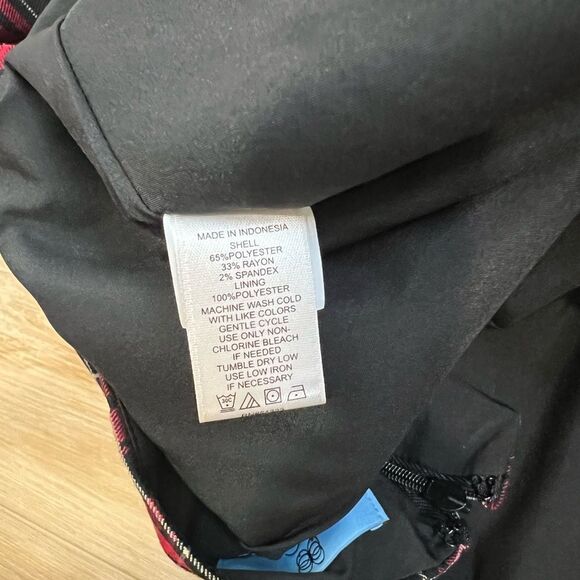 MADE IN INDONESIA
SHELL
65%POLYESTER
33% RAYON
2% SPANDEX
LINING
100%POLYESTER
MACHINE WASH COLD
WITH LIKE COLORS
GENTLE CYCLE
USE ONLY NON-
CHLORINE BLEACH
IF NEEDED
TUMBLE DRY LOW
USE LOW IRON
IF NECESSARY
30C